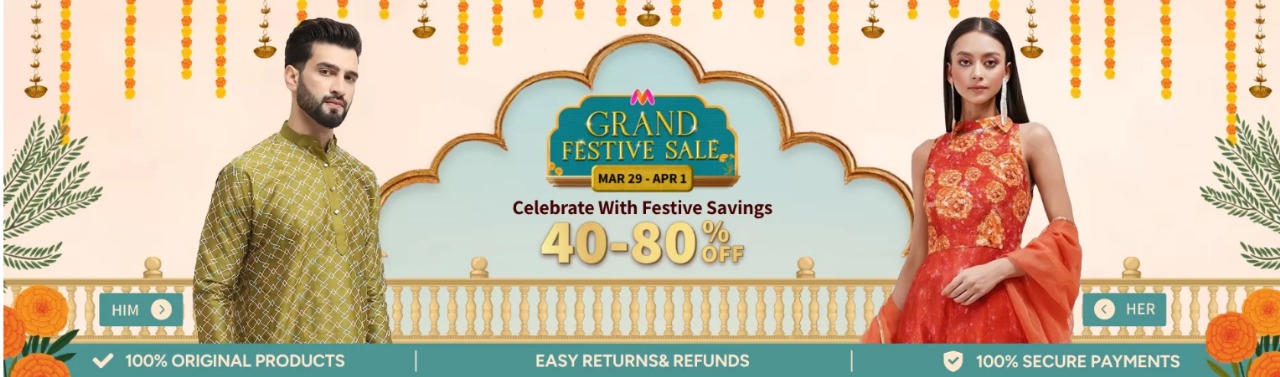 GRAND
FESTIVE SALE
MAR 29 - APR 1
Celebrate With Festive Savings
40-80% OFF
HIM
HER
100% ORIGINAL PRODUCTS
EASY RETURNS& REFUNDS
100% SECURE PAYMENTS